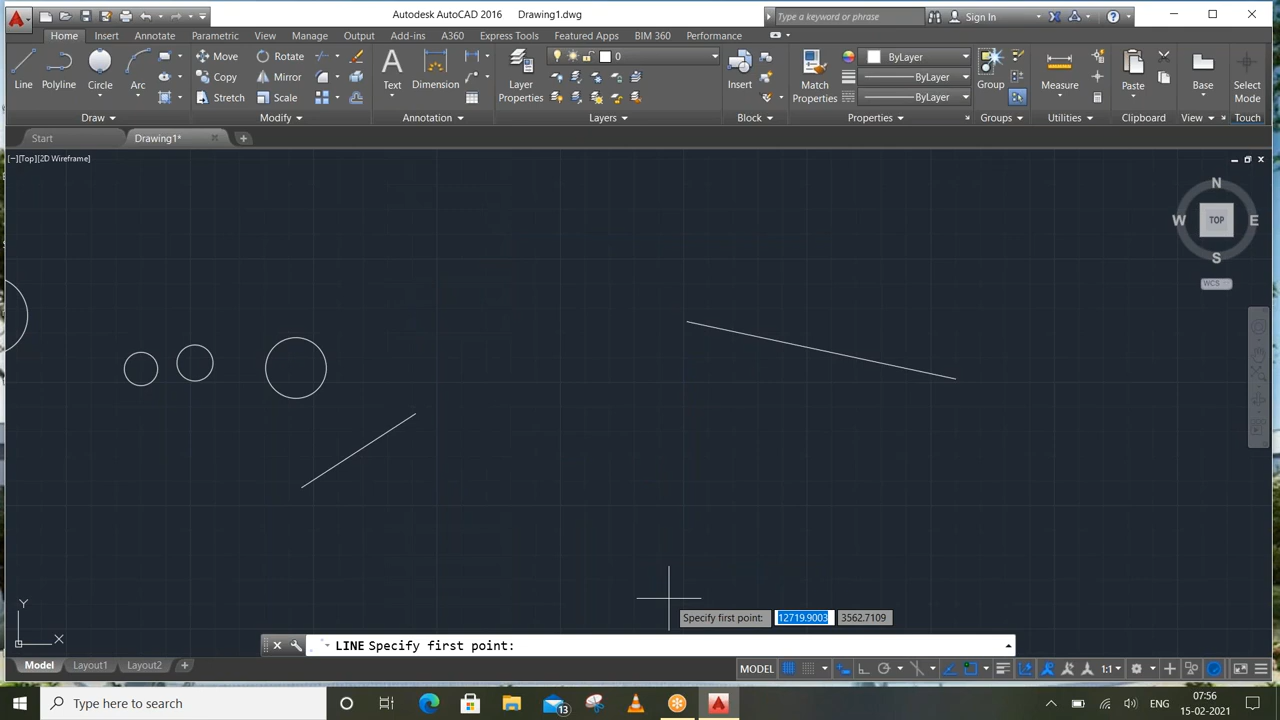 Autodesk AutoCAD 2016 Drawing1.dwg
Type a keyword or phrase
Sign In
Home Insert Annotate Parametric View Manage Output Add-ins A360 Express Tools Featured Apps BIM 360 Performance
Line
Polyline
Circle
Arc
Move
Copy
Stretch
Rotate
Mirror
Scale
Text
Dimension
Layer
Properties
0
Insert
Match
Properties
ByLayer
ByLayer
ByLayer
Group
Measure
Paste
Base
Select
Mode
Draw Modify Annotation Layers Block Properties Groups Utilities Clipboard View Touch
Start Drawing1*
[−][Top][2D Wireframe]
N
W TOP E
S
WCS
Y
X
Specify first point: 12719.9003 3562.7109
LINE Specify first point:
Model Layout1 Layout2
MODEL 1:1
Type here to search
13
ENG
07:56
15-02-2021